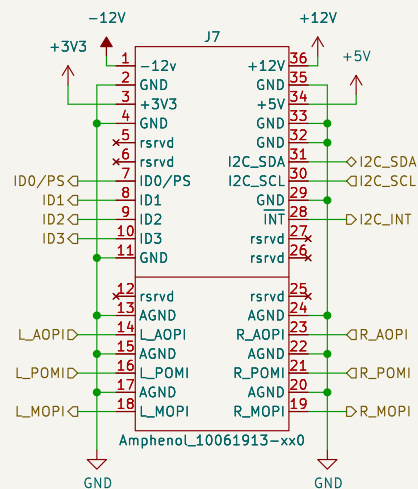 -12V
+12V
+3V3
J7
+5V
1 -12v +12V 36
2 GND GND 35
3 +3V3 +5V 34
4 GND GND 33
5 rsrvd GND 32
6 rsrvd I2C_SDA 31 I2C_SDA
ID0/PS 7 ID0/PS I2C_SCL 30 I2C_SCL
ID1 8 ID1 GND 29
ID2 9 ID2 INT 28 I2C_INT
ID3 10 ID3 rsrvd 27
11 GND rsrvd 26
12 rsrvd rsrvd 25
13 AGND AGND 24
L_AOPI 14 L_AOPI R_AOPI 23 R_AOPI
15 AGND AGND 22
L_POMI 16 L_POMI R_POMI 21 R_POMI
17 AGND AGND 20
L_MOPI 18 L_MOPI R_MOPI 19 R_MOPI
Amphenol_10061913-xx0
GND
GND